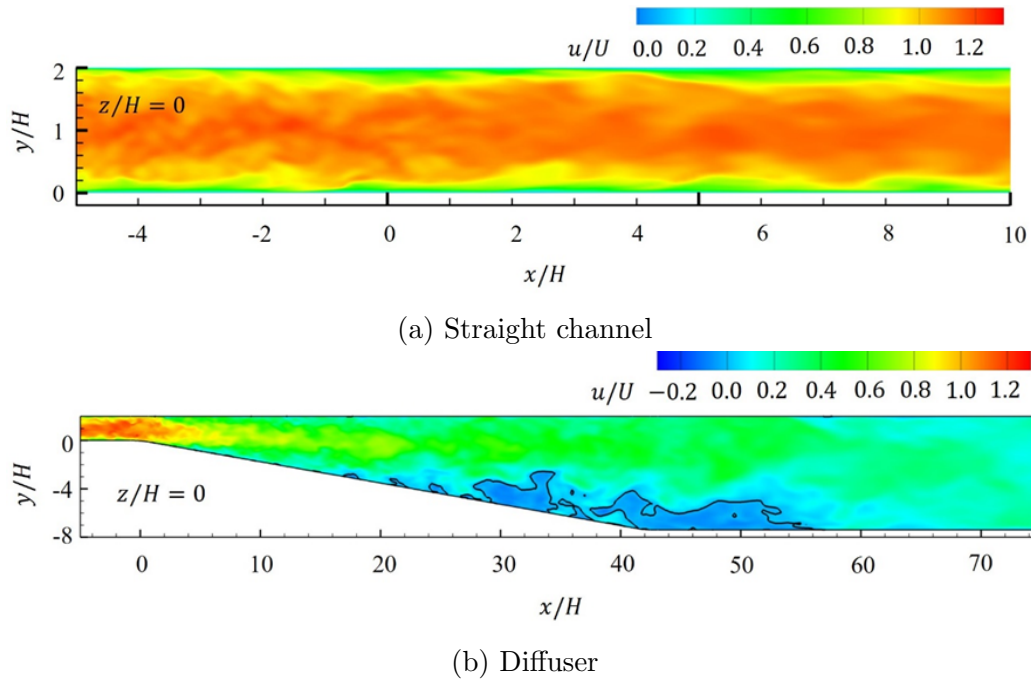 u/U 0.0 0.2 0.4 0.6 0.8 1.0 1.2
2
z/H = 0
1
y/H
0
-4 -2 0 2 4 6 8 10
x/H
(a) Straight channel
u/U −0.2 0.0 0.2 0.4 0.6 0.8 1.0 1.2
0
y/H
-4
z/H = 0
-8
0 10 20 30 40 50 60 70
x/H
(b) Diffuser